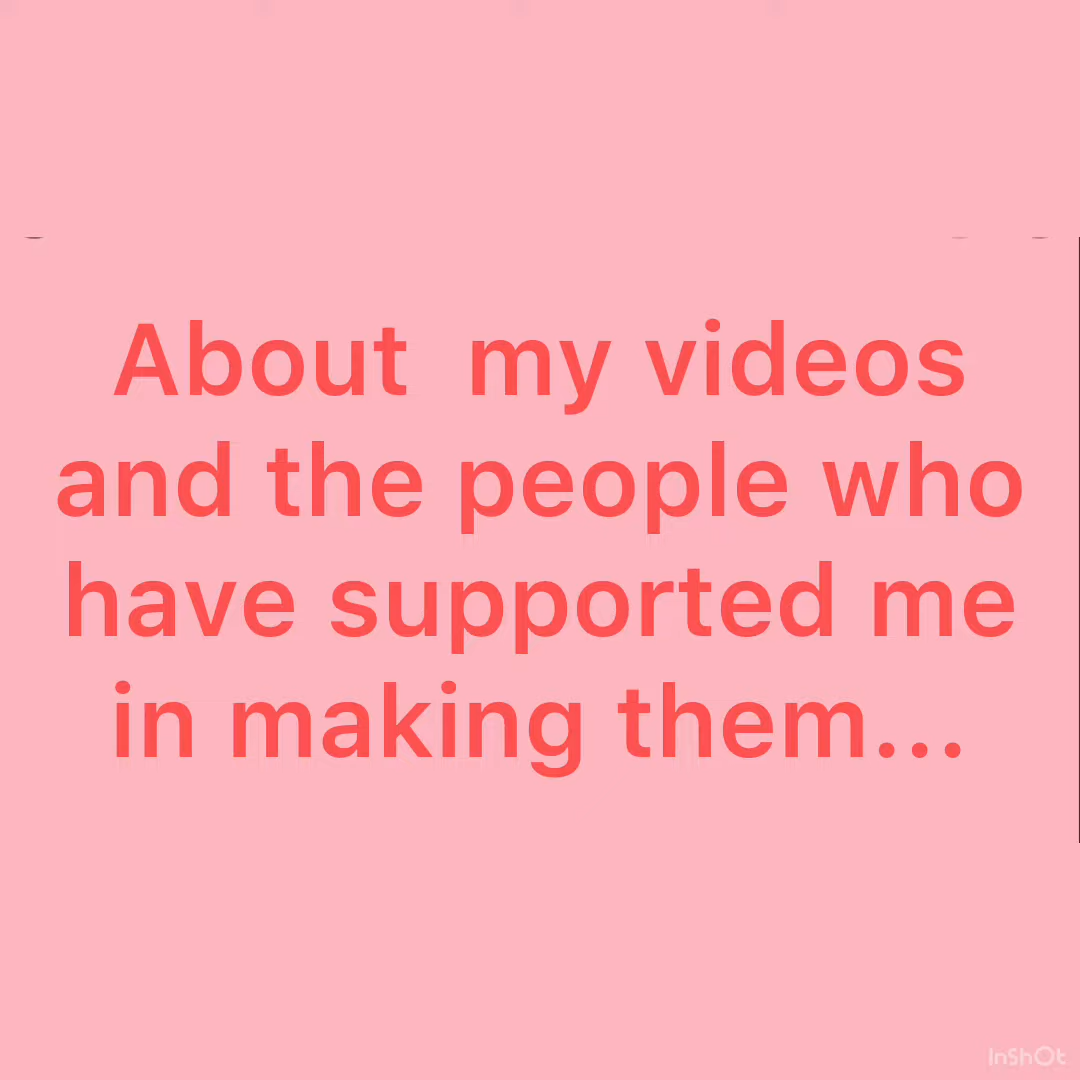 About  my videos
and the people who
have supported me
in making them...
InShOt